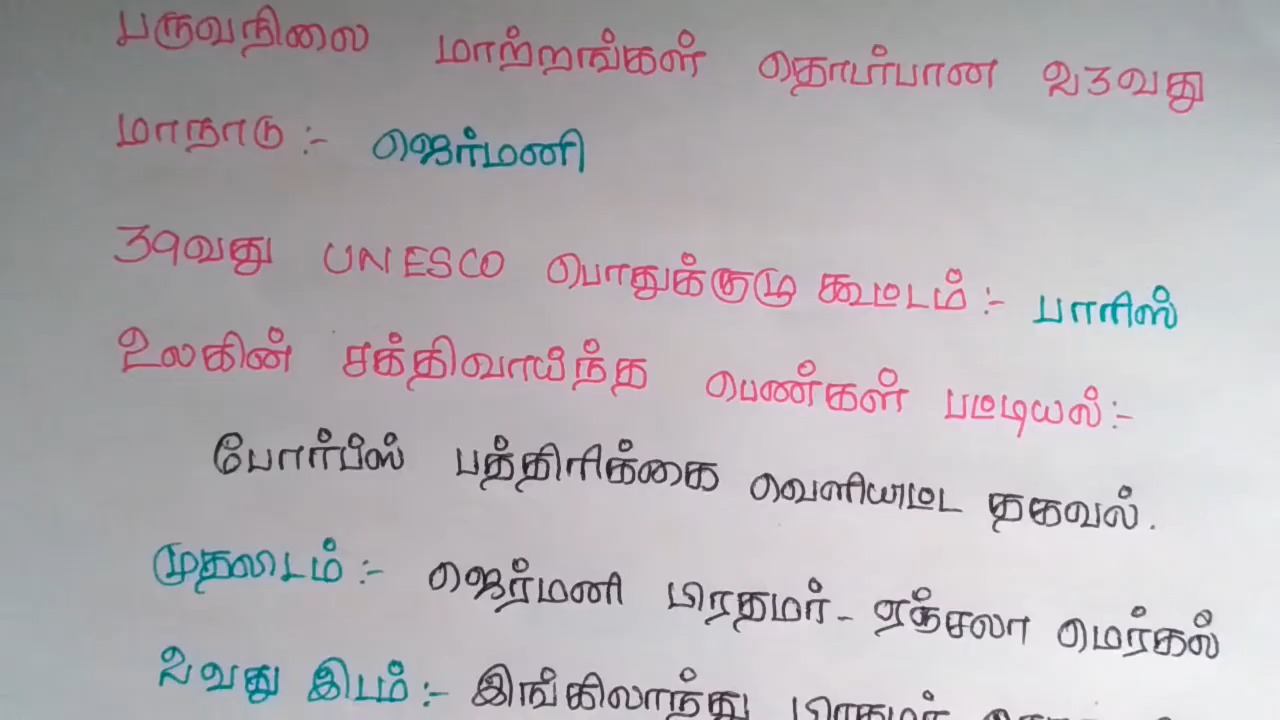 பருவநிலை மாற்றங்கள் தொடர்பான 23வது
மாநாடு :- ஜெர்மனி
39வது UNESCO பொதுக்குழு கூட்டம் :- பாரிஸ்
உலகின் சக்திவாய்ந்த பெண்கள் பட்டியல் :-
போர்ப்ஸ் பத்திரிக்கை வெளியிட்ட தகவல்.
முதலிடம் :- ஜெர்மனி பிரதமர் - ஏஞ்சலா மெர்கல்
2வது இடம் :- இங்கிலாந்து பிரதமர்